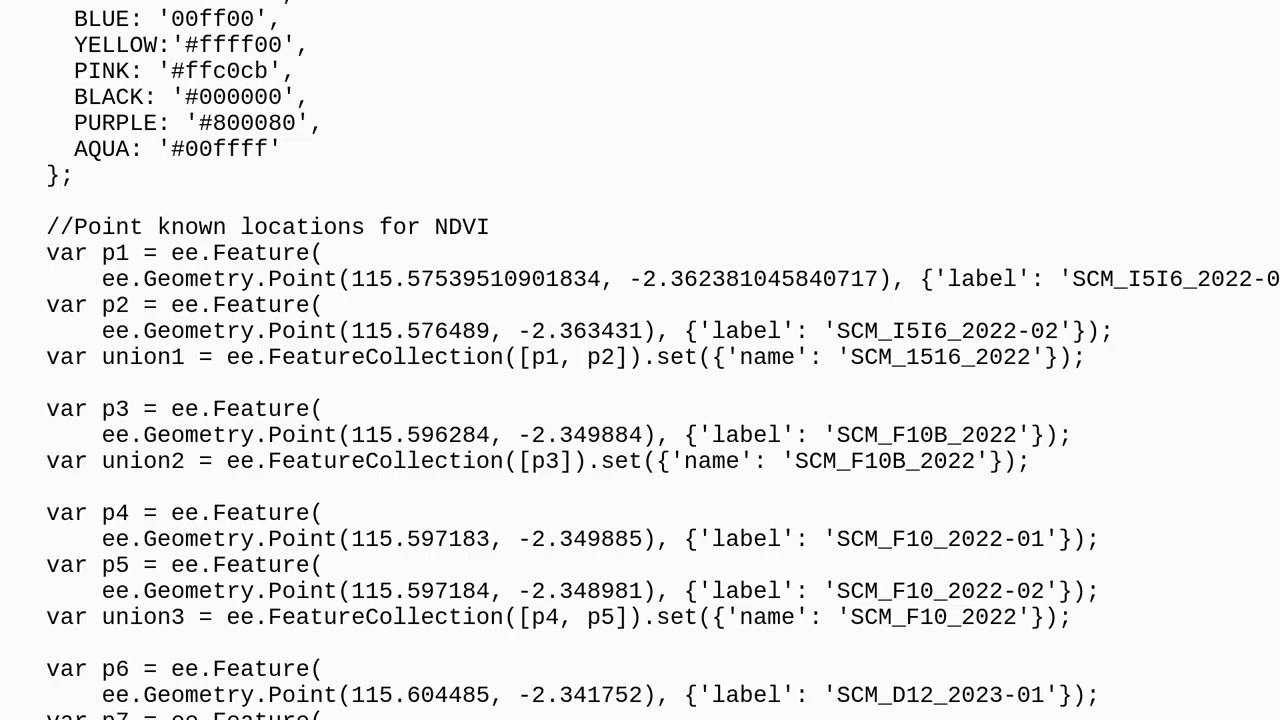 BLUE: '00ff00',
YELLOW:'#ffff00',
PINK: '#ffc0cb',
BLACK: '#000000',
PURPLE: '#800080',
AQUA: '#00ffff'
};
//Point known locations for NDVI
var p1 = ee.Feature(
ee.Geometry.Point(115.57539510901834, -2.362381045840717), {'label': 'SCM_I5I6_2022-0
var p2 = ee.Feature(
ee.Geometry.Point(115.576489, -2.363431), {'label': 'SCM_I5I6_2022-02'});
var union1 = ee.FeatureCollection([p1, p2]).set({'name': 'SCM_1516_2022'});
var p3 = ee.Feature(
ee.Geometry.Point(115.596284, -2.349884), {'label': 'SCM_F10B_2022'});
var union2 = ee.FeatureCollection([p3]).set({'name': 'SCM_F10B_2022'});
var p4 = ee.Feature(
ee.Geometry.Point(115.597183, -2.349885), {'label': 'SCM_F10_2022-01'});
var p5 = ee.Feature(
ee.Geometry.Point(115.597184, -2.348981), {'label': 'SCM_F10_2022-02'});
var union3 = ee.FeatureCollection([p4, p5]).set({'name': 'SCM_F10_2022'});
var p6 = ee.Feature(
ee.Geometry.Point(115.604485, -2.341752), {'label': 'SCM_D12_2023-01'});
var p7 = ee.Feature(